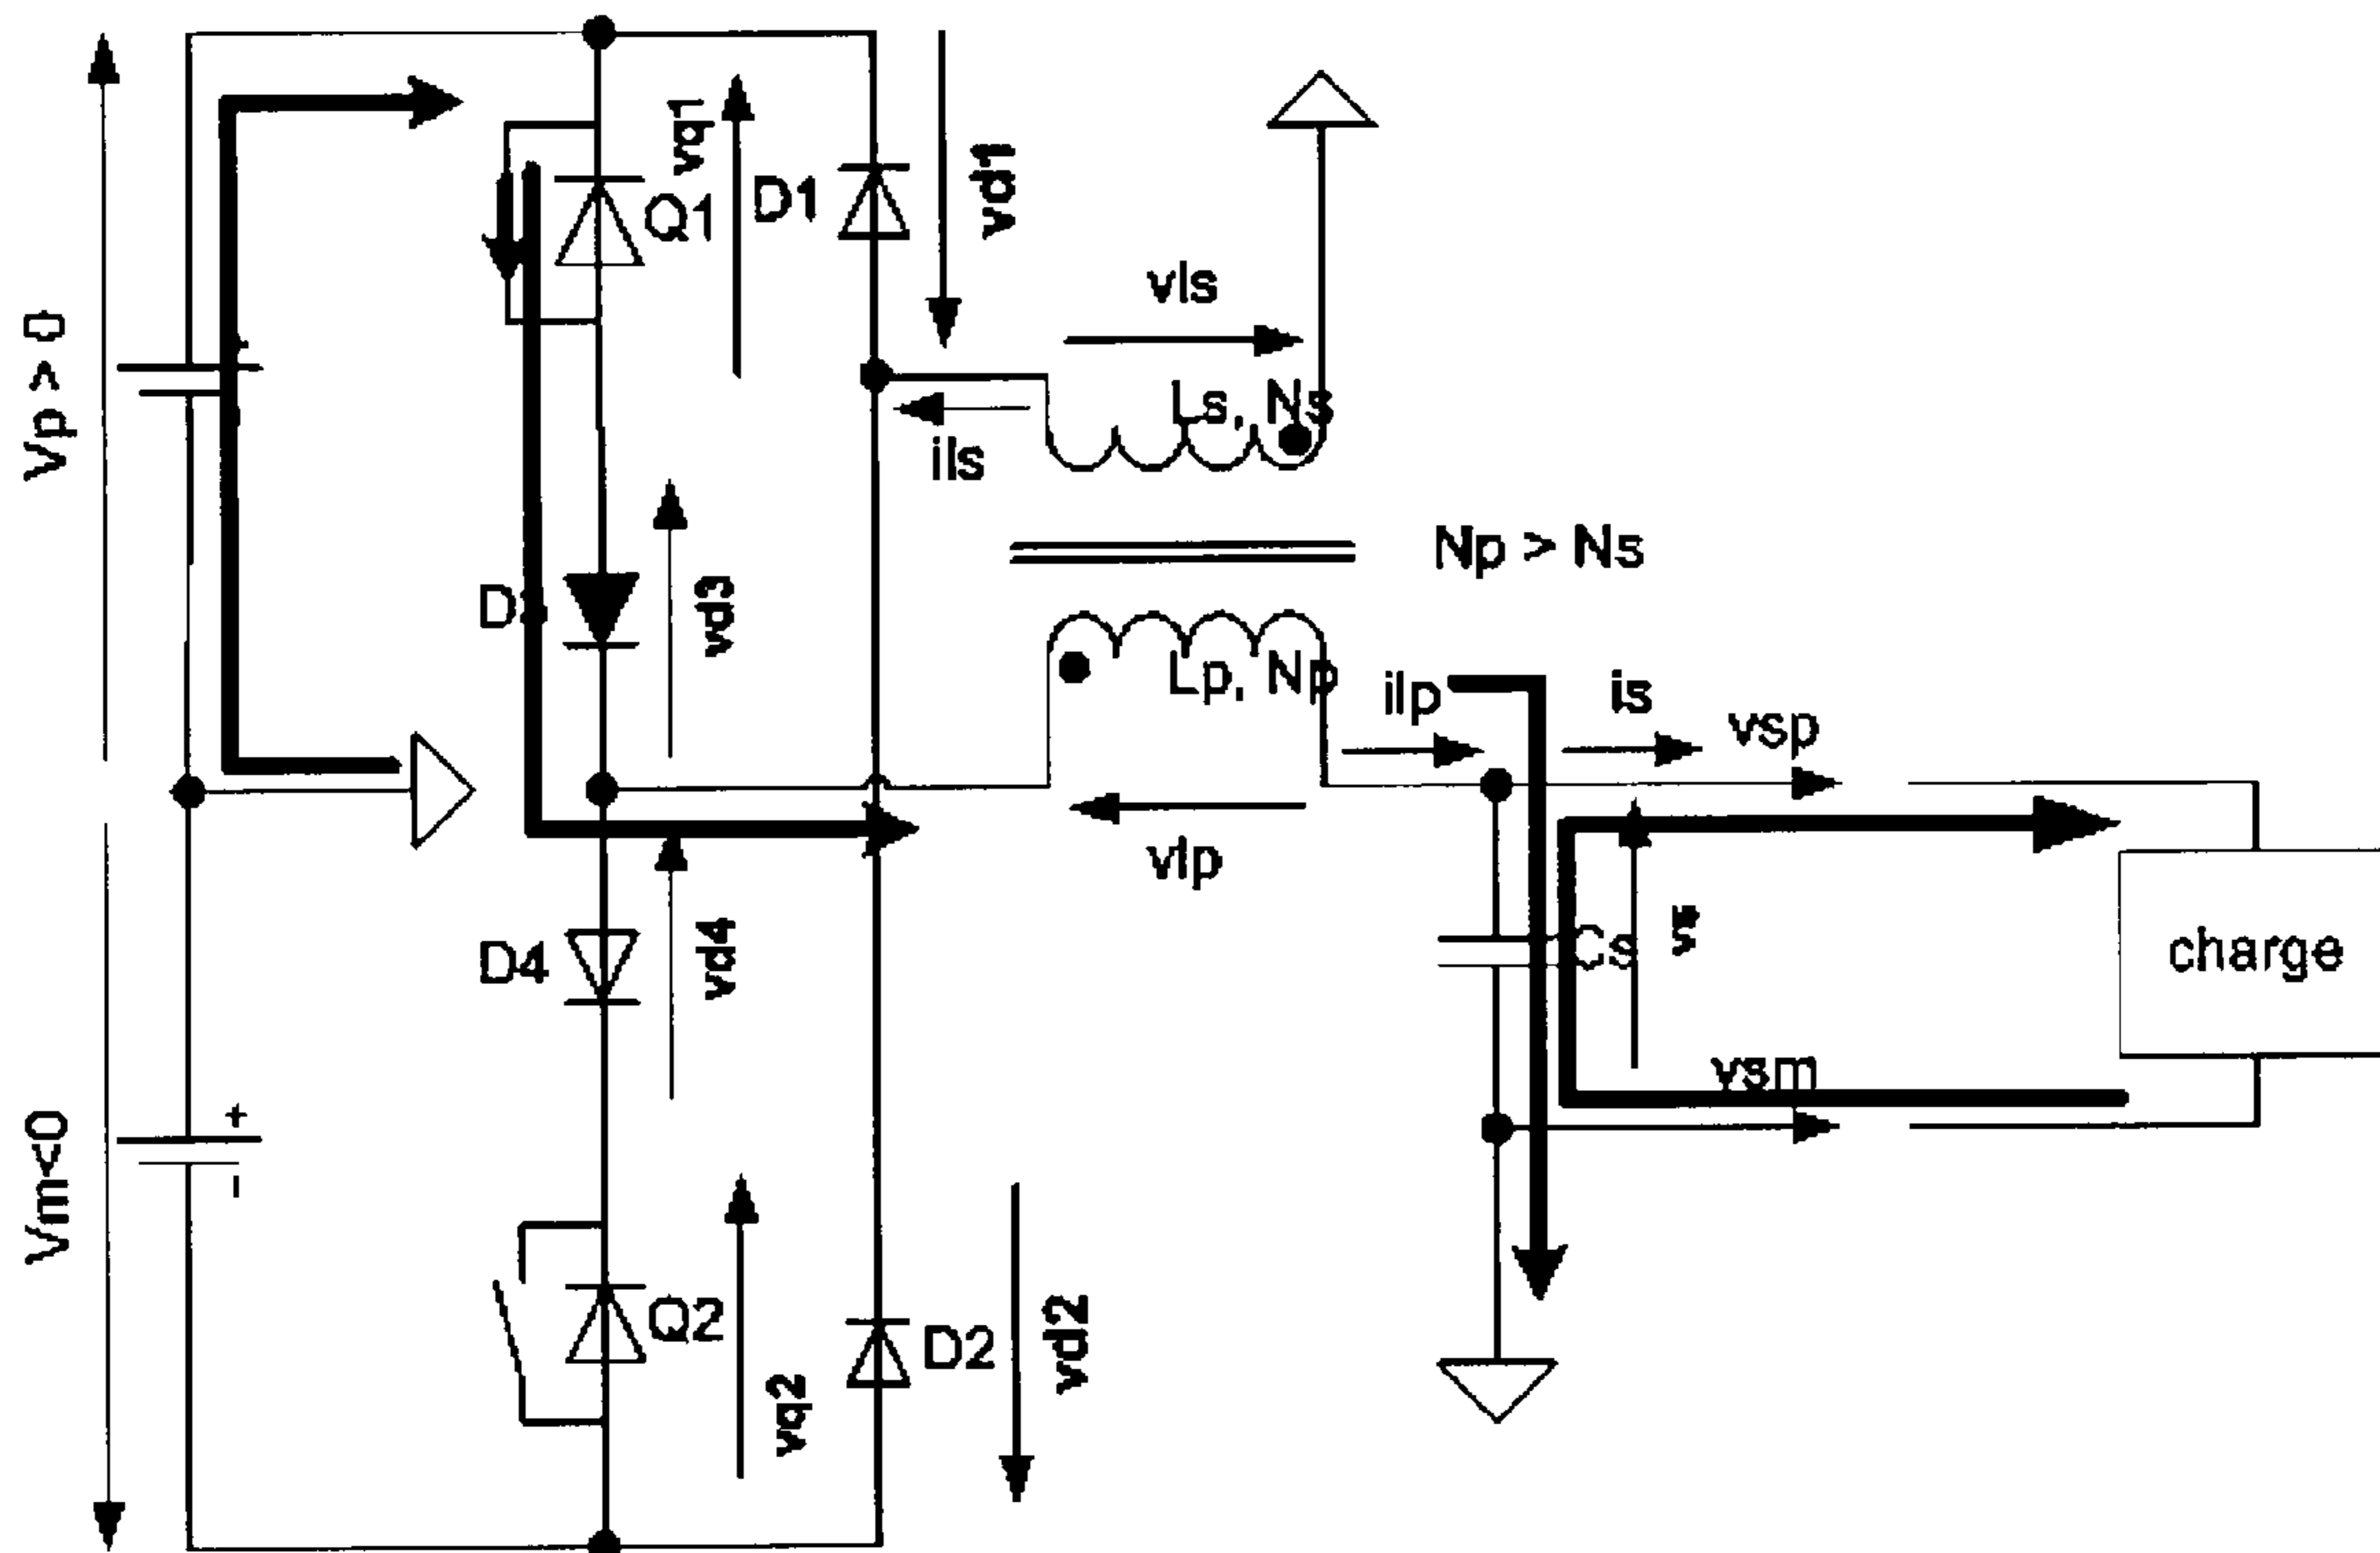 Vp > 0
vq1
Q1
D1
vd1
vls
Ls, Ns
ils
Np > Ns
vd3
Lp, Np
ilp
is
vsp
vlp
D4
vd4
Cs
vs
charge
vsm
Vm<0
+
−
Q2
vq2
D2
vd2